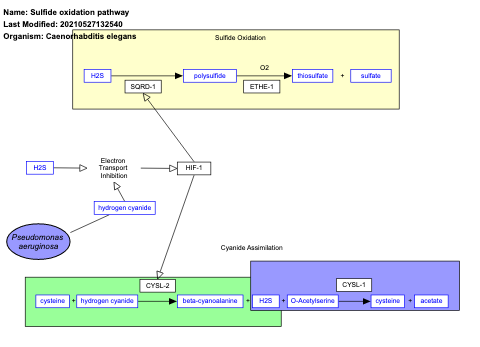 Name: Sulfide oxidation pathway
Last Modified: 20210527132540
Organism: Caenorhabditis elegans
Sulfide Oxidation
O2
H2S
polysulfide
thiosulfate + sulfate
SQRD-1
ETHE-1
Electron
Transport
Inhibition
H2S
HIF-1
hydrogen cyanide
Pseudomonas
aeruginosa
Cyanide Assimilation
CYSL-2
CYSL-1
cysteine + hydrogen cyanide
beta-cyanoalanine + H2S + O-Acetylserine
cysteine + acetate